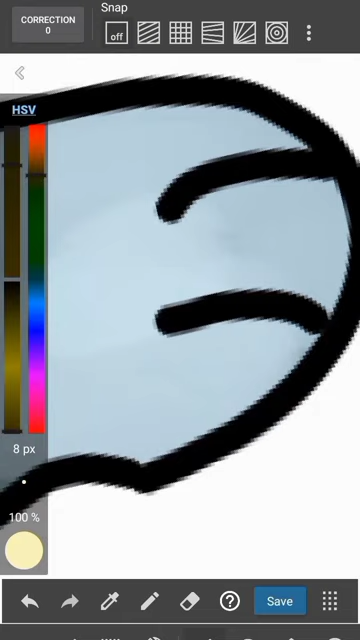 Snap
CORRECTION
0
off
HSV
8 px
100 %
Save